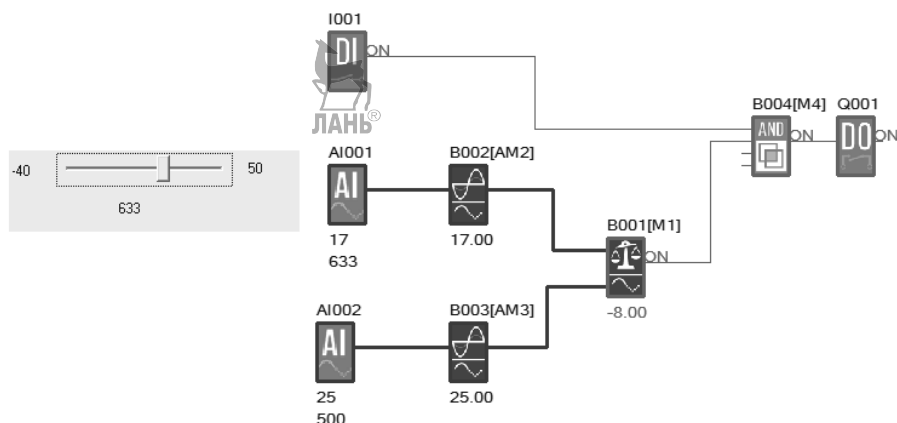 I001
DI
ON
ЛАНЬ®
B004[M4] Q001
AND
ON
DO
ON
-40
50
633
AI001
AI
17
633
B002[AM2]
17.00
B001[M1]
ON
-8.00
AI002
AI
25
500
B003[AM3]
25.00